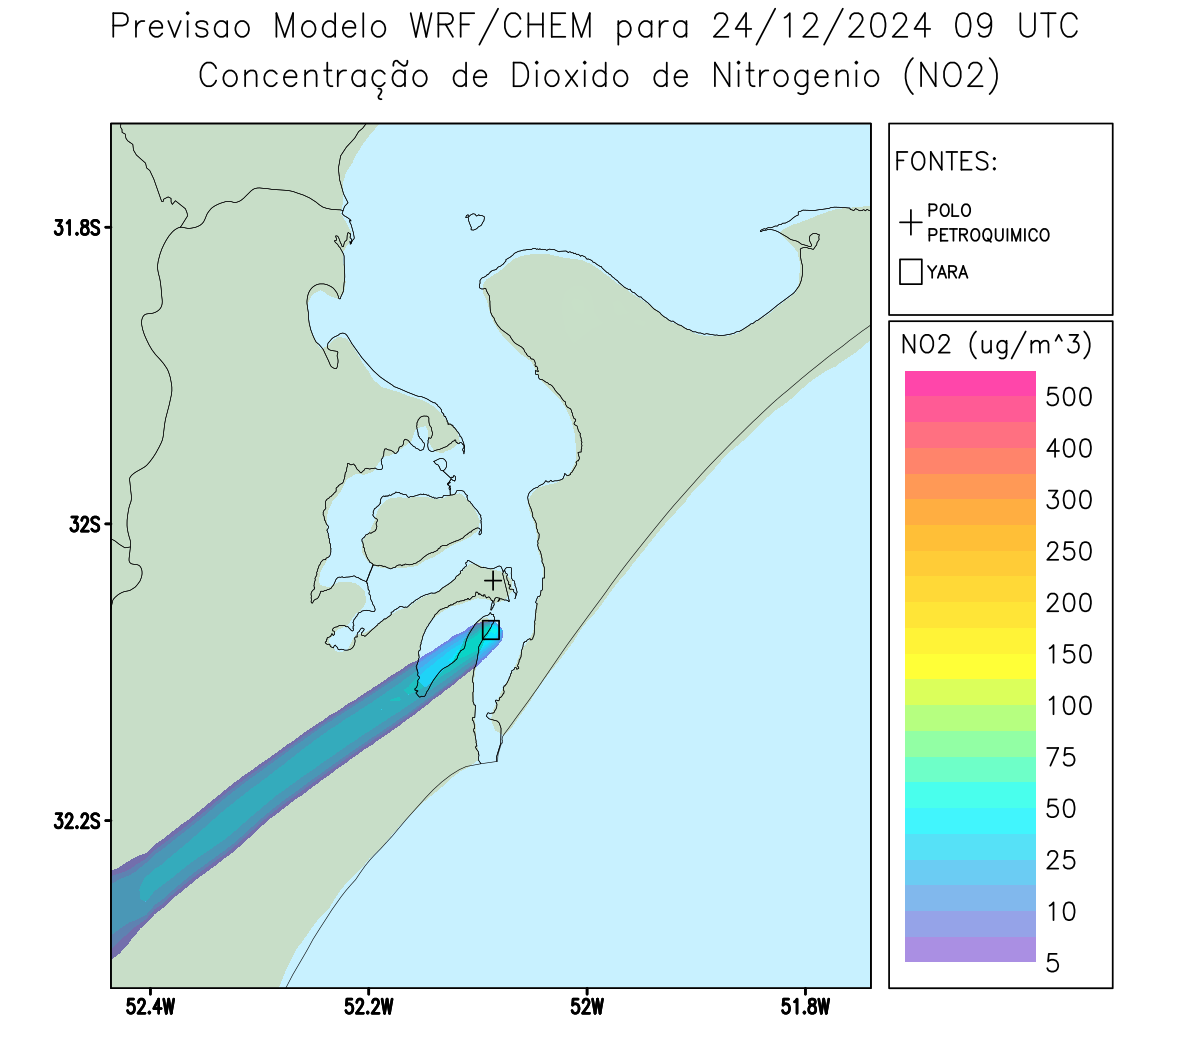 Previsao Modelo WRF/CHEM para 24/12/2024 09 UTC
Concentração de Dioxido de Nitrogenio (NO2)
FONTES:
POLO
PETROQUIMICO
YARA
31.8S
32S
32.2S
52.4W
52.2W
52W
51.8W
NO2 (ug/m^3)
500
400
300
250
200
150
100
75
50
25
10
5